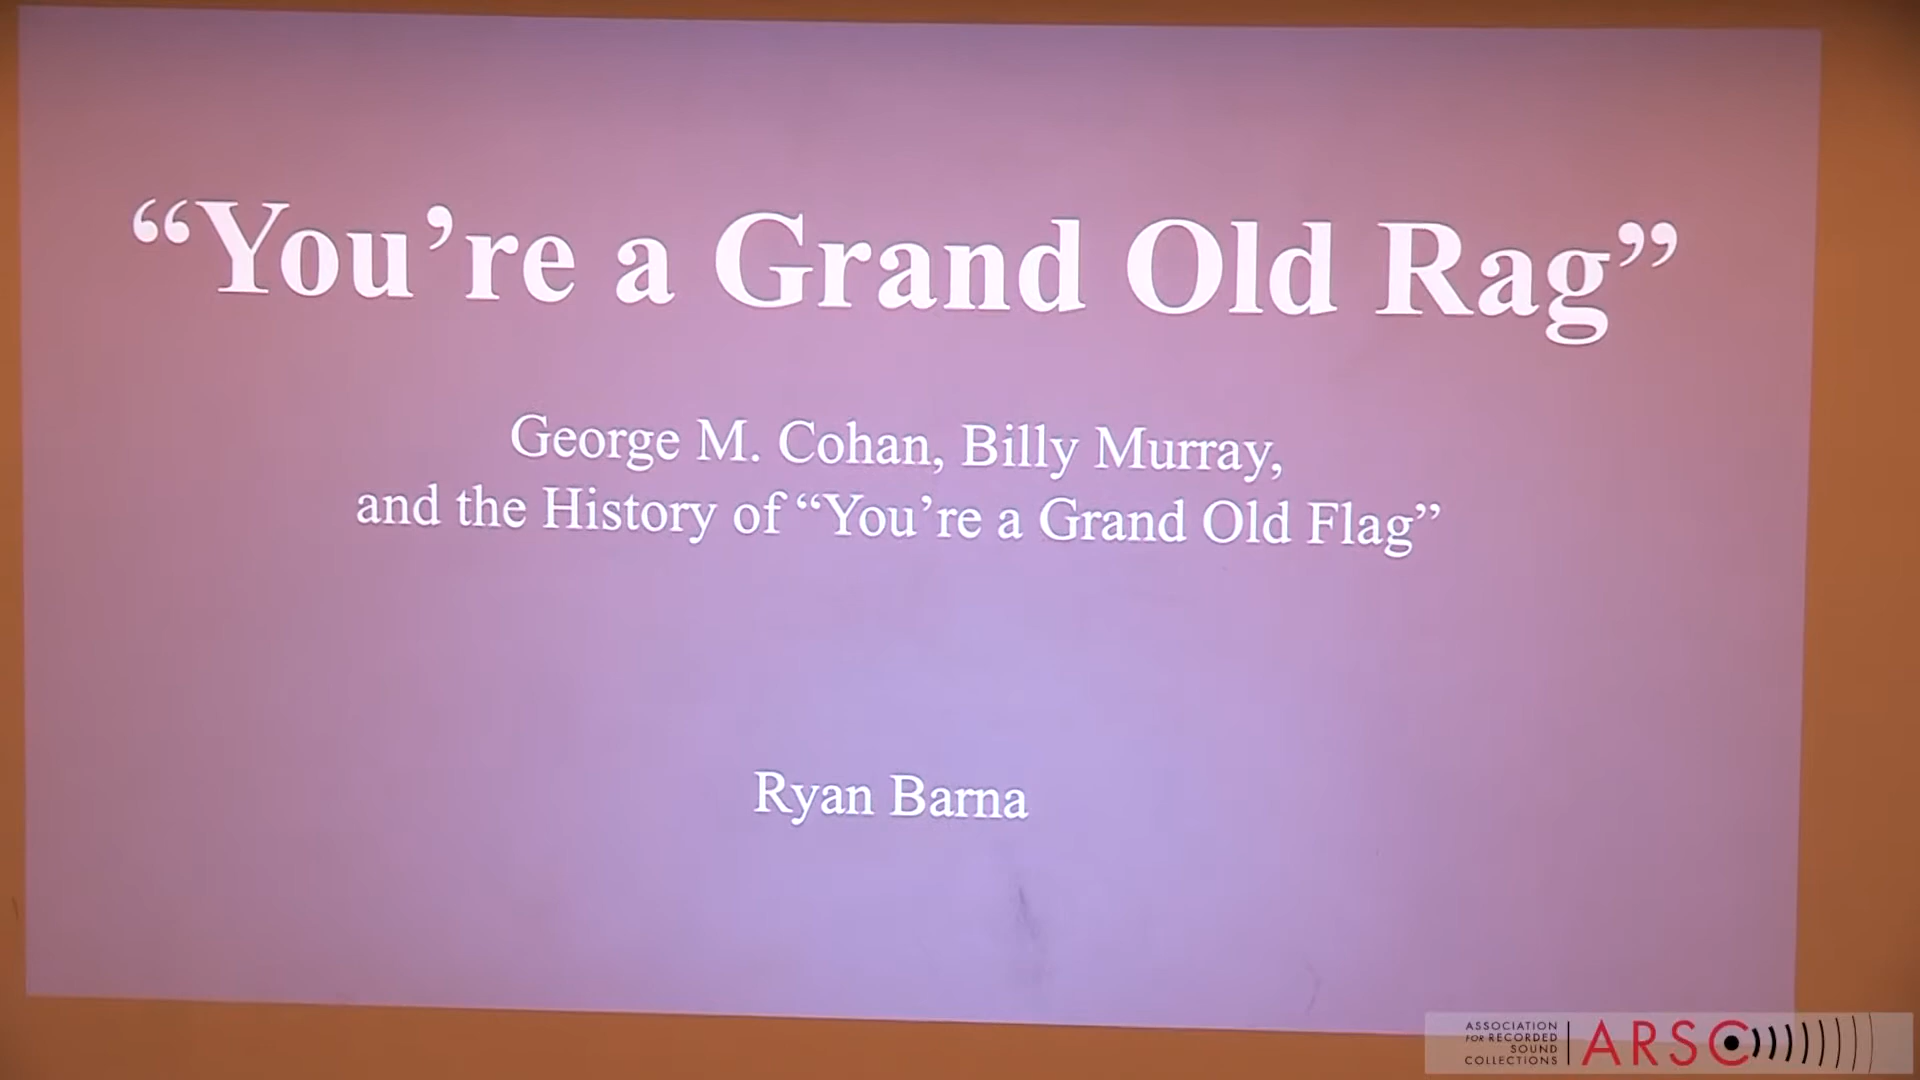 “You’re a Grand Old Rag”
George M. Cohan, Billy Murray,
and the History of “You’re a Grand Old Flag”
Ryan Barna
ASSOCIATION
FOR RECORDED
SOUND
COLLECTIONS
ARSC